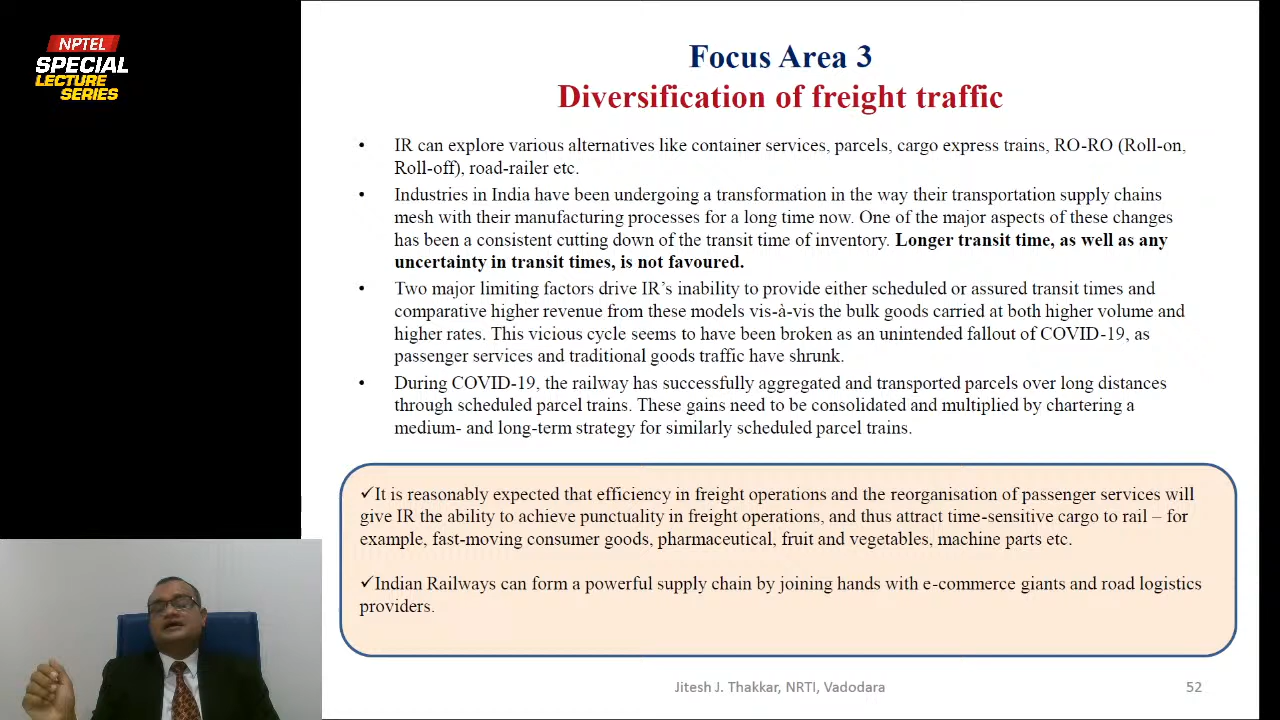 NPTEL
SPECIAL
LECTURE
SERIES
Focus Area 3
Diversification of freight traffic
• IR can explore various alternatives like container services, parcels, cargo express trains, RO-RO (Roll-on,
Roll-off), road-railer etc.
• Industries in India have been undergoing a transformation in the way their transportation supply chains
mesh with their manufacturing processes for a long time now. One of the major aspects of these changes
has been a consistent cutting down of the transit time of inventory. Longer transit time, as well as any
uncertainty in transit times, is not favoured.
• Two major limiting factors drive IR’s inability to provide either scheduled or assured transit times and
comparative higher revenue from these models vis-à-vis the bulk goods carried at both higher volume and
higher rates. This vicious cycle seems to have been broken as an unintended fallout of COVID-19, as
passenger services and traditional goods traffic have shrunk.
• During COVID-19, the railway has successfully aggregated and transported parcels over long distances
through scheduled parcel trains. These gains need to be consolidated and multiplied by chartering a
medium- and long-term strategy for similarly scheduled parcel trains.
✓It is reasonably expected that efficiency in freight operations and the reorganisation of passenger services will
give IR the ability to achieve punctuality in freight operations, and thus attract time-sensitive cargo to rail – for
example, fast-moving consumer goods, pharmaceutical, fruit and vegetables, machine parts etc.
✓Indian Railways can form a powerful supply chain by joining hands with e-commerce giants and road logistics
providers.
Jitesh J. Thakkar, NRTI, Vadodara
52